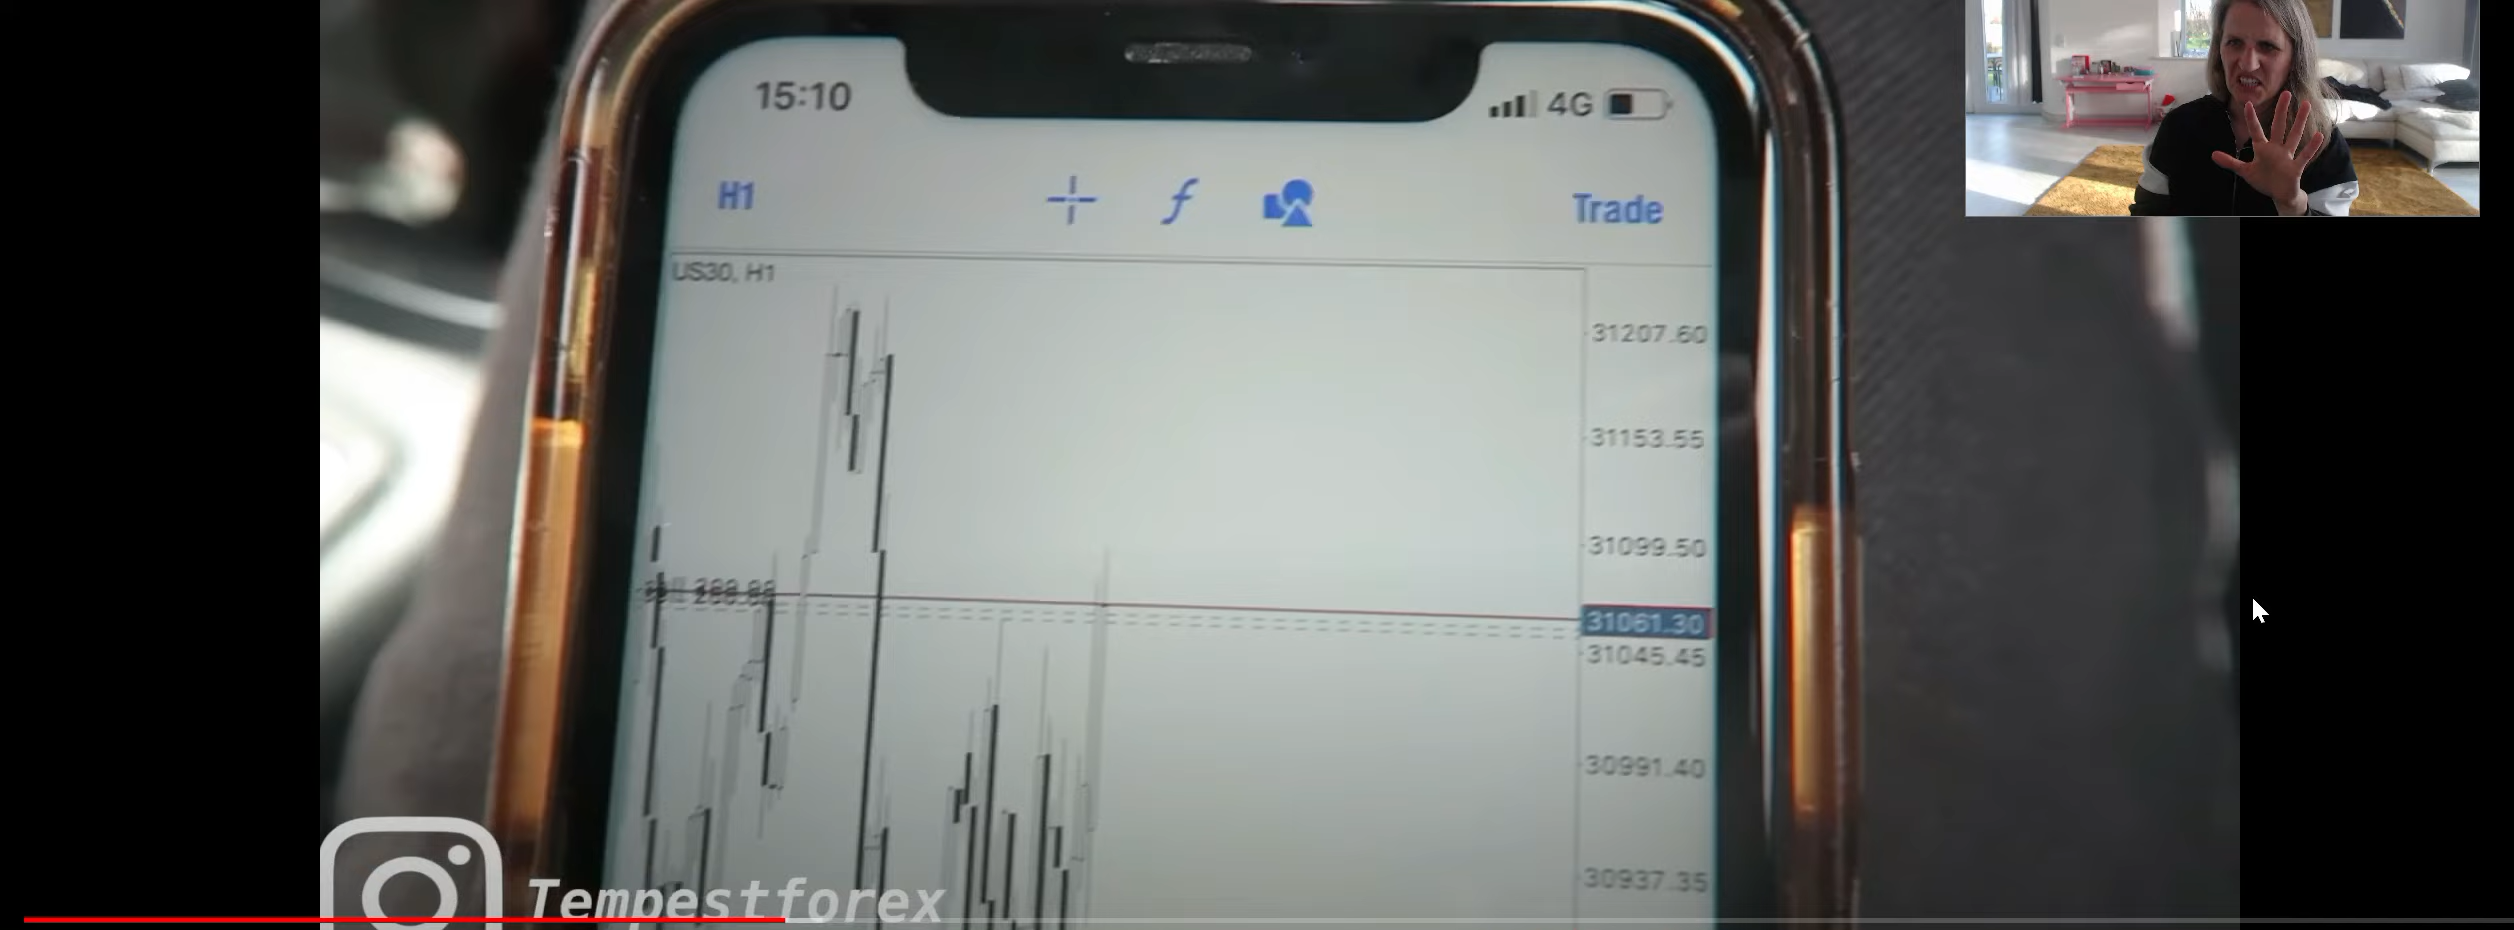 15:10
4G
H1
Trade
US30, H1
31207.60
31153.55
31099.50
31061.30
31045.45
30991.40
30937.35
Tempestforex